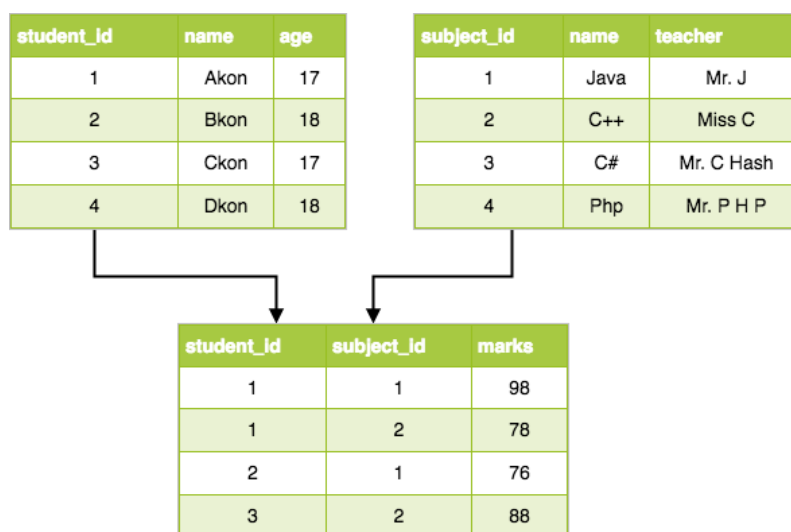 student_id name age
1 Akon 17
2 Bkon 18
3 Ckon 17
4 Dkon 18
subject_id name teacher
1 Java Mr. J
2 C++ Miss C
3 C# Mr. C Hash
4 Php Mr. P H P
student_id subject_id marks
1 1 98
1 2 78
2 1 76
3 2 88